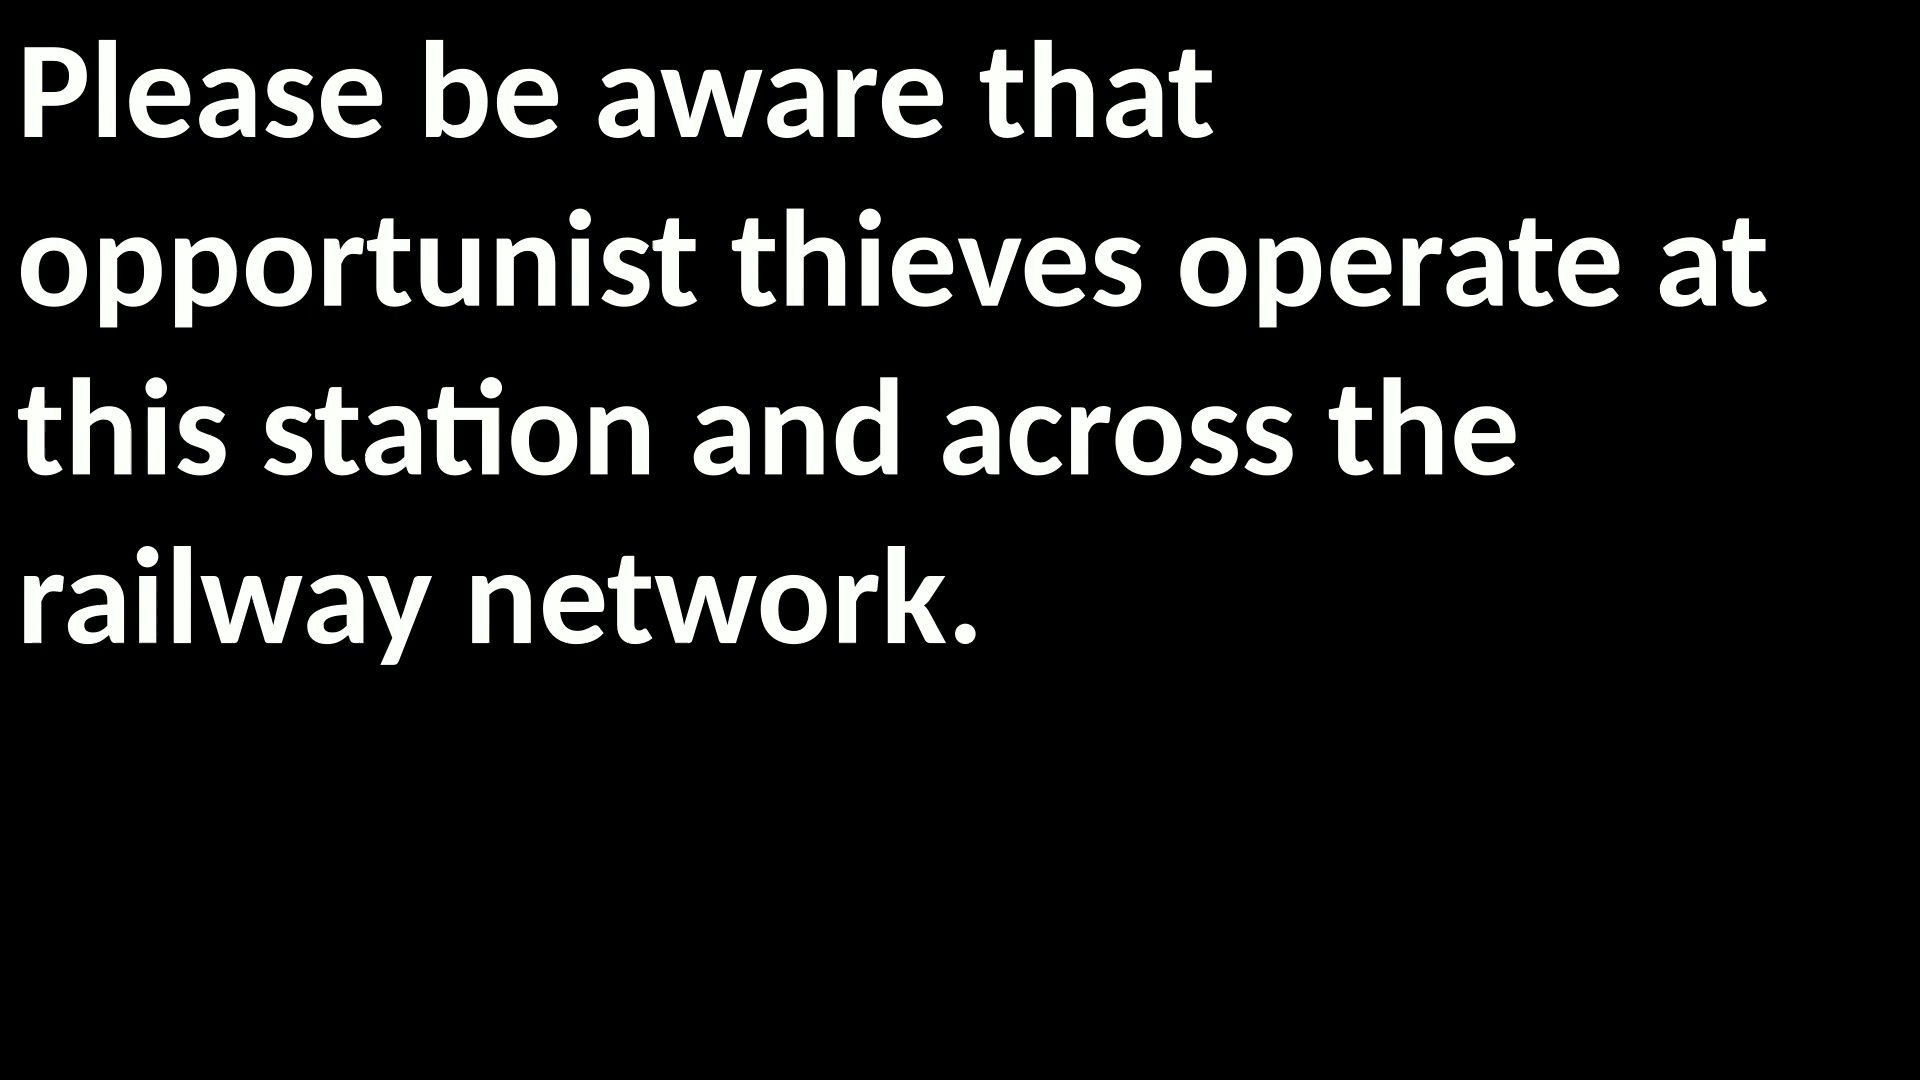 Please be aware that
opportunist thieves operate at
this station and across the
railway network.